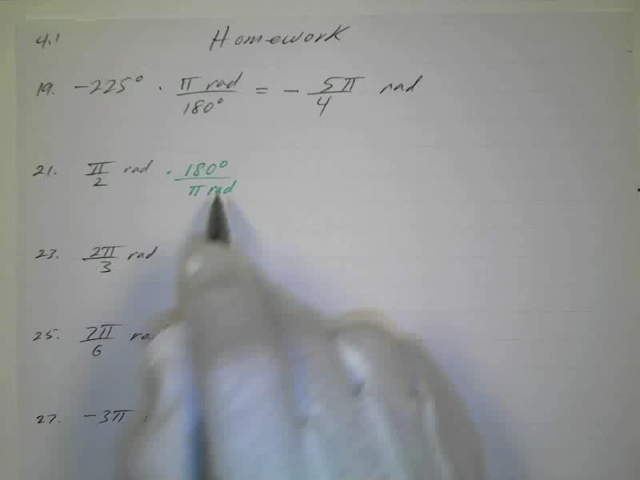 4.1 Homework
19. -225° · π rad / 180° = - 5π / 4 rad
21. π / 2 rad · 180° / π rad
23. 2π / 3 rad
25. 7π / 6
27. -3π